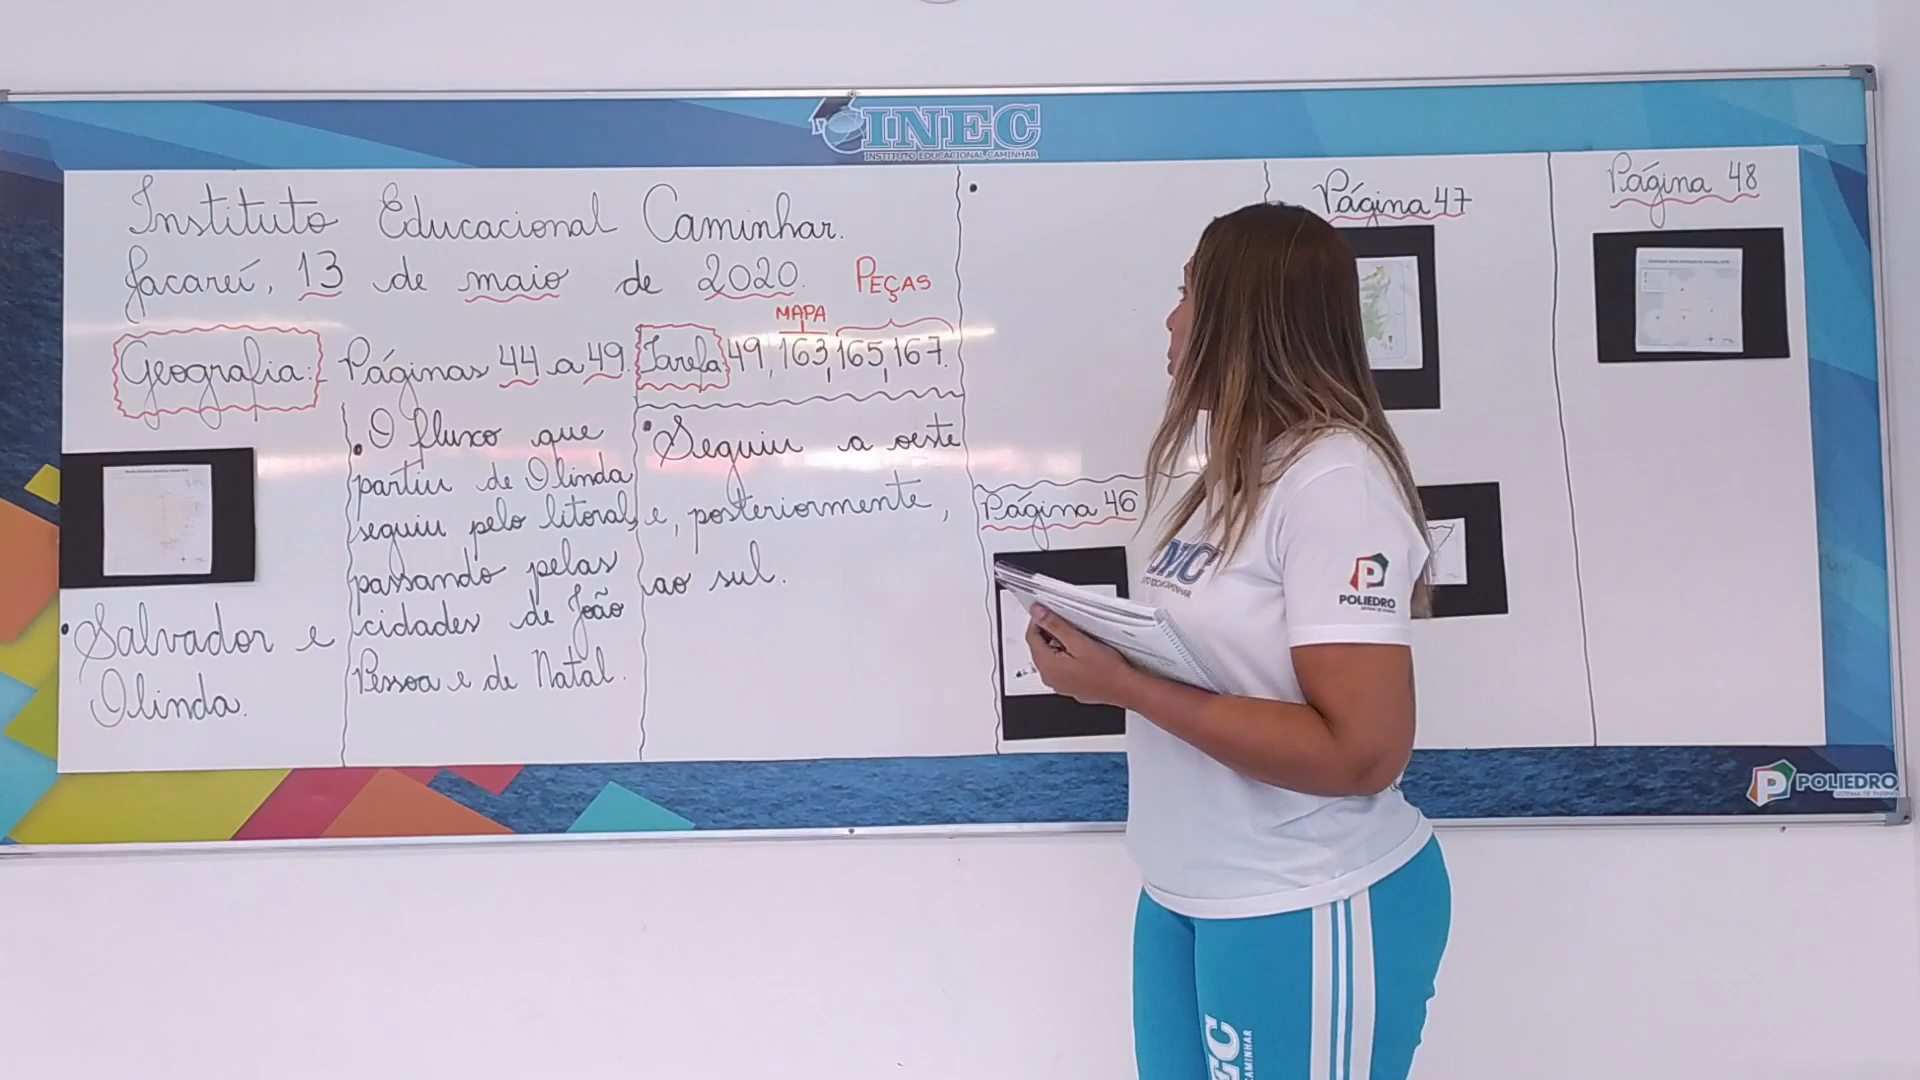 INEC
INSTITUTO EDUCACIONAL CAMINHAR
Instituto Educacional Caminhar.
Jacareí, 13 de maio de 2020.
PEÇAS
MAPA
Geografia: Páginas 44 a 49. Tarefa: 49, 163, 165, 167.
• Salvador e
Olinda.
• O fluxo que
partiu de Olinda
seguiu pelo litoral,
passando pelas
cidades de João
Pessoa e de Natal.
• Seguiu a oeste
e, posteriormente,
ao sul.
•
Página 46
Página 47
Página 48
POLIEDRO
POLIEDRO
SISTEMA DE ENSINO
CAMINHAR